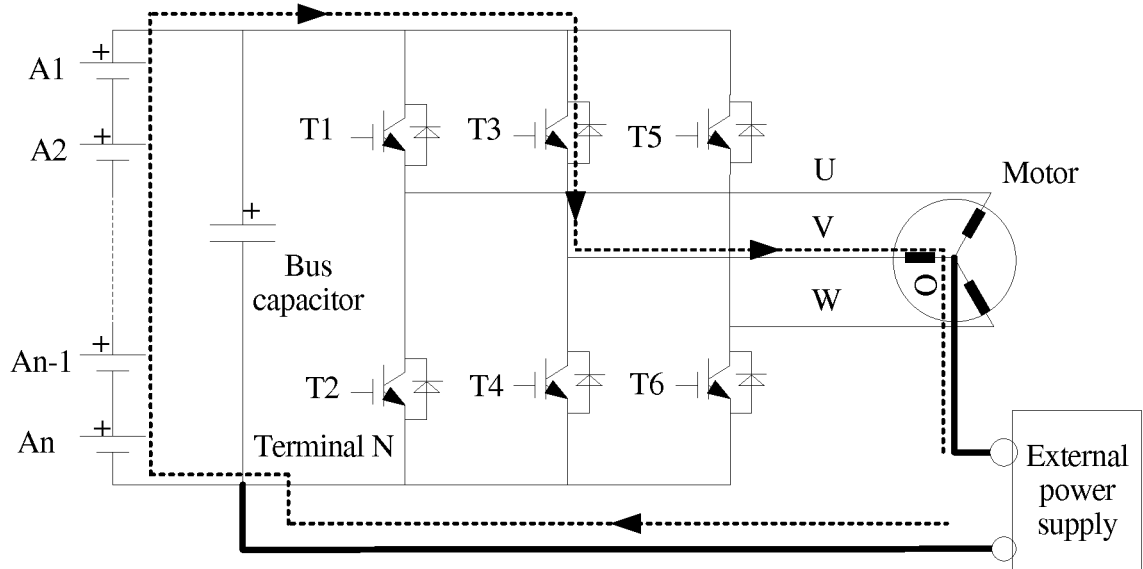 A1
A2
An-1
An
+
+
+
+
+
Bus
capacitor
Terminal N
T1
T3
T5
T2
T4
T6
U
V
W
Motor
O
External
power
supply